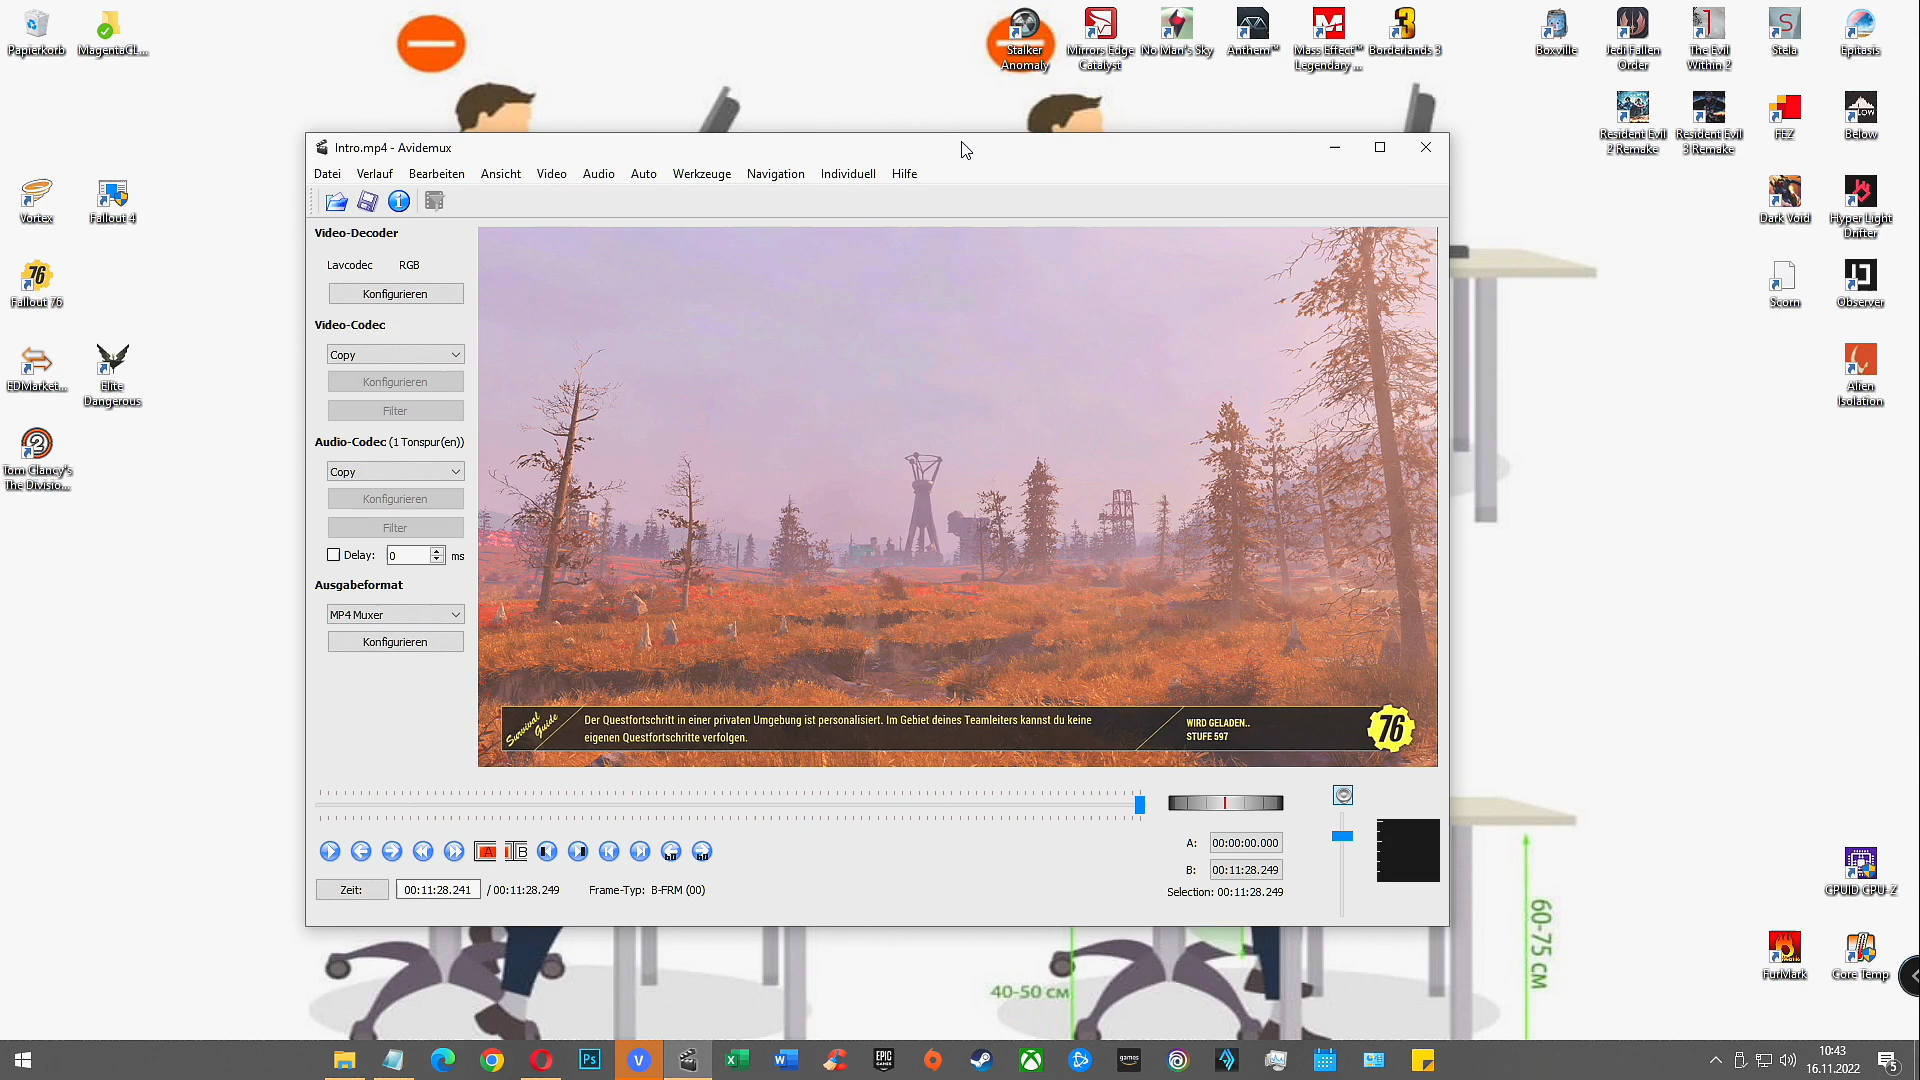 Papierkorb
MagentaCL...
Stalker
Anomaly
Mirrors Edge
Catalyst
No Man's Sky
Anthem™
Mass Effect™
Legendary ...
Borderlands 3
Boxville
Jedi Fallen
Order
The Evil
Within 2
Stela
Epitasis
Resident Evil
2 Remake
Resident Evil
3 Remake
FEZ
Below
Vortex
Fallout 4
Dark Void
Hyper Light
Drifter
Fallout 76
Scorn
Observer
EDMarket...
Elite
Dangerous
Alien
Isolation
Tom Clancy's
The Divisio...
CPUID CPU-Z
FurMark
Core Temp
Intro.mp4 - Avidemux
Datei Verlauf Bearbeiten Ansicht Video Audio Auto Werkzeuge Navigation Individuell Hilfe
Video-Decoder
Lavcodec RGB
Konfigurieren
Video-Codec
Copy
Konfigurieren
Filter
Audio-Codec (1 Tonspur(en))
Copy
Konfigurieren
Filter
Delay: 0 ms
Ausgabeformat
MP4 Muxer
Konfigurieren
Survival
Guide
Der Questfortschritt in einer privaten Umgebung ist personalisiert. Im Gebiet deines Teamleiters kannst du keine
eigenen Questfortschritte verfolgen.
WIRD GELADEN..
STUFE 597
76
A: 00:00:00.000
B: 00:11:28.249
Selection: 00:11:28.249
A B 60 60
Zeit: 00:11:28.241 / 00:11:28.249 Frame-Typ: B-FRM (00)
40-50 см
60-75 см
10:43
16.11.2022
5